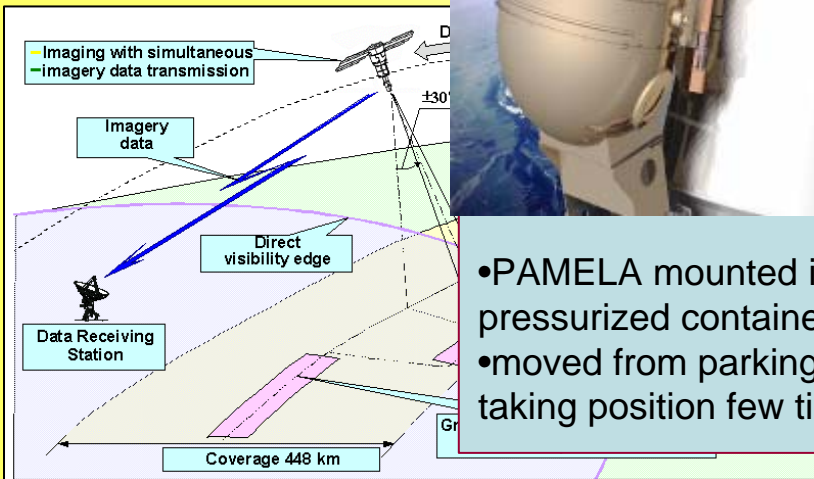 Imaging with simultaneous
imagery data transmission
D
±30°
Imagery
data
Direct
visibility edge
Data Receiving
Station
Coverage 448 km
Gr
•PAMELA mounted i
pressurized containe
•moved from parking
taking position few ti